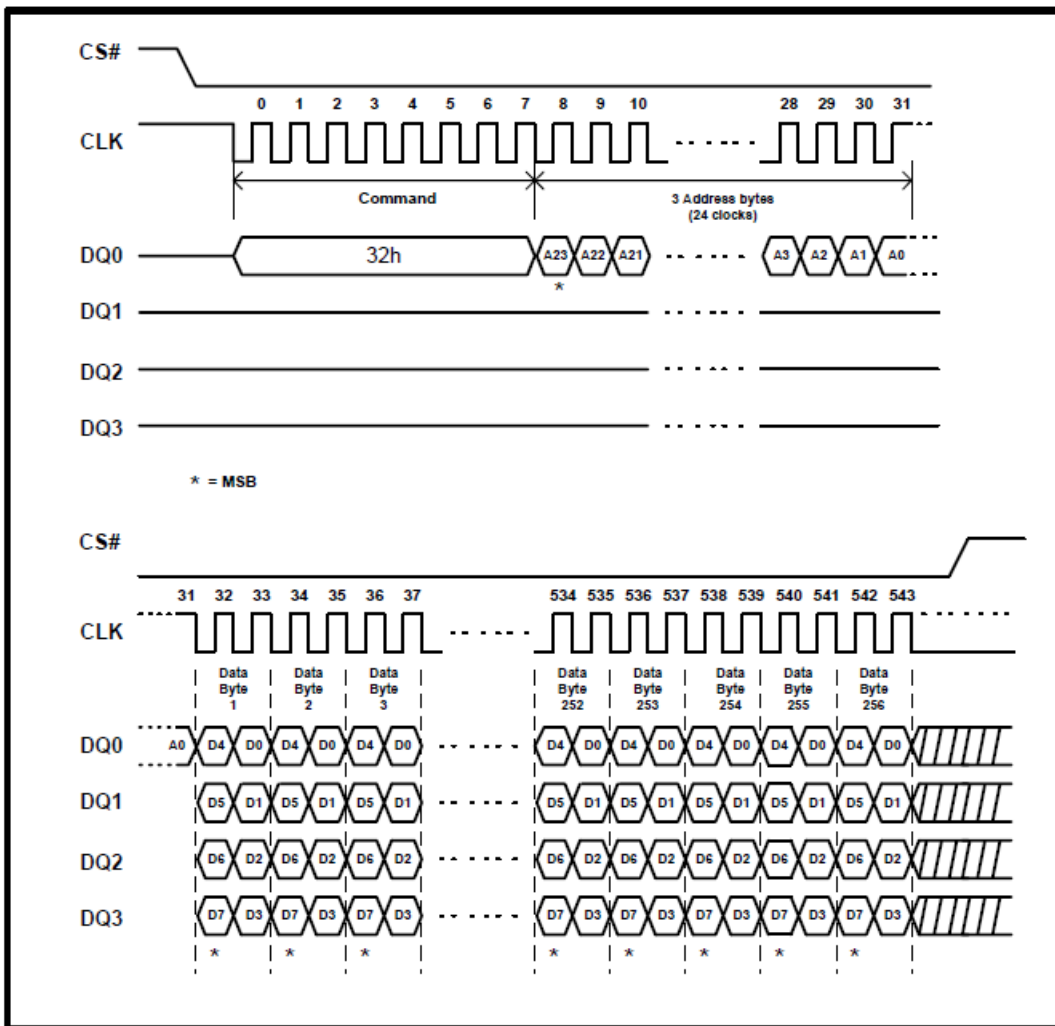 CS#
0 1 2 3 4 5 6 7 8 9 10 28 29 30 31
CLK
Command 3 Address bytes
(24 clocks)
DQ0 32h A23 A22 A21 A3 A2 A1 A0
*
DQ1
DQ2
DQ3
* = MSB
CS#
31 32 33 34 35 36 37 534 535 536 537 538 539 540 541 542 543
CLK
Data Data Data Data Data Data Data Data
Byte Byte Byte Byte Byte Byte Byte Byte
1 2 3 252 253 254 255 256
DQ0 A0 D4 D0 D4 D0 D4 D0 D4 D0 D4 D0 D4 D0 D4 D0 D4 D0
DQ1 D5 D1 D5 D1 D5 D1 D5 D1 D5 D1 D5 D1 D5 D1 D5 D1
DQ2 D6 D2 D6 D2 D6 D2 D6 D2 D6 D2 D6 D2 D6 D2 D6 D2
DQ3 D7 D3 D7 D3 D7 D3 D7 D3 D7 D3 D7 D3 D7 D3 D7 D3
* * * * * * * *